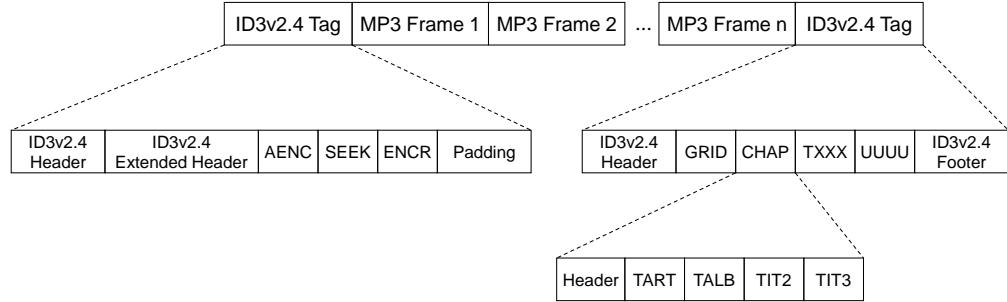 ID3v2.4 Tag MP3 Frame 1 MP3 Frame 2 ... MP3 Frame n ID3v2.4 Tag
ID3v2.4 Header ID3v2.4 Extended Header AENC SEEK ENCR Padding
ID3v2.4 Header GRID CHAP TXXX UUUU ID3v2.4 Footer
Header TART TALB TIT2 TIT3